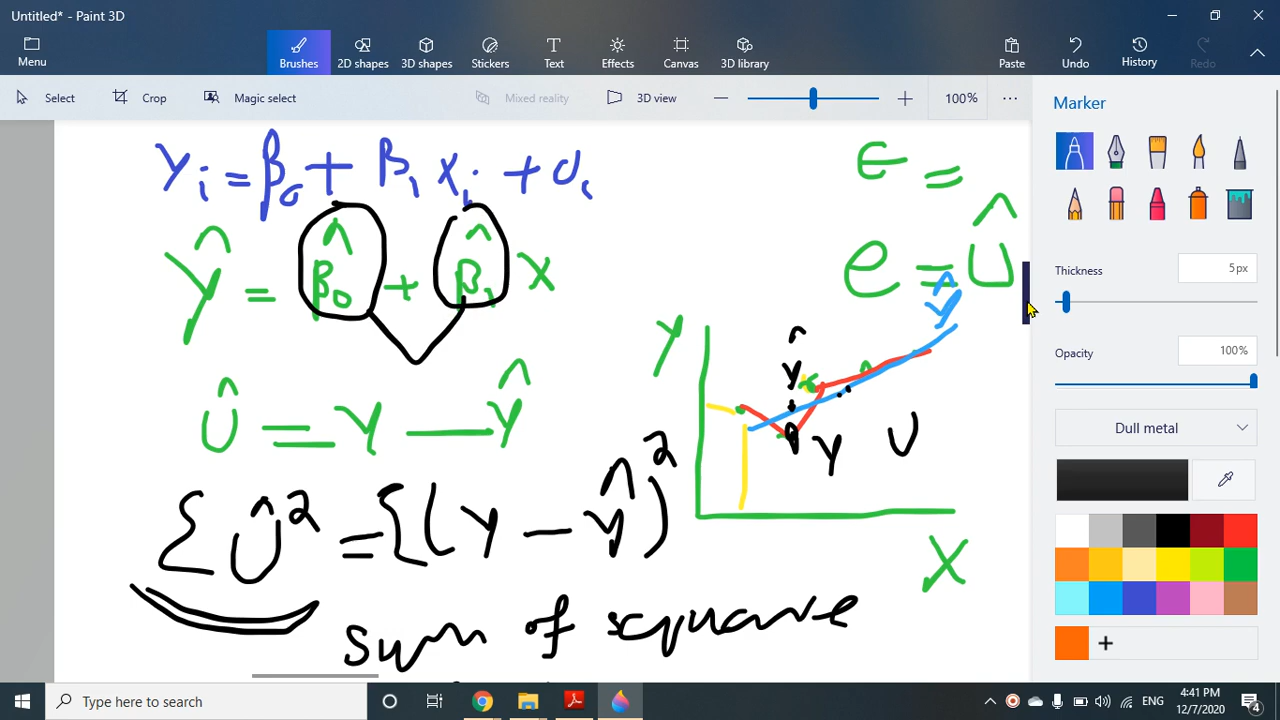 Untitled* - Paint 3D
Menu
Brushes
2D shapes
3D shapes
Stickers
Text
Effects
Canvas
3D library
Paste
Undo
History
Redo
Select
Crop
Magic select
Mixed reality
3D view
100%
Marker
Thickness
5px
Opacity
100%
Dull metal
Yi = β0 + β1 Xi + Ui
Ŷ = β̂0 + β̂1 X
Û = Y — Ŷ
Σ Û² = Σ (Y − Ŷ)²
sum of square
E =
e = Û
Y
Ŷ
ŷ
Y
U
X
Type here to search
ENG
4:41 PM
12/7/2020
4